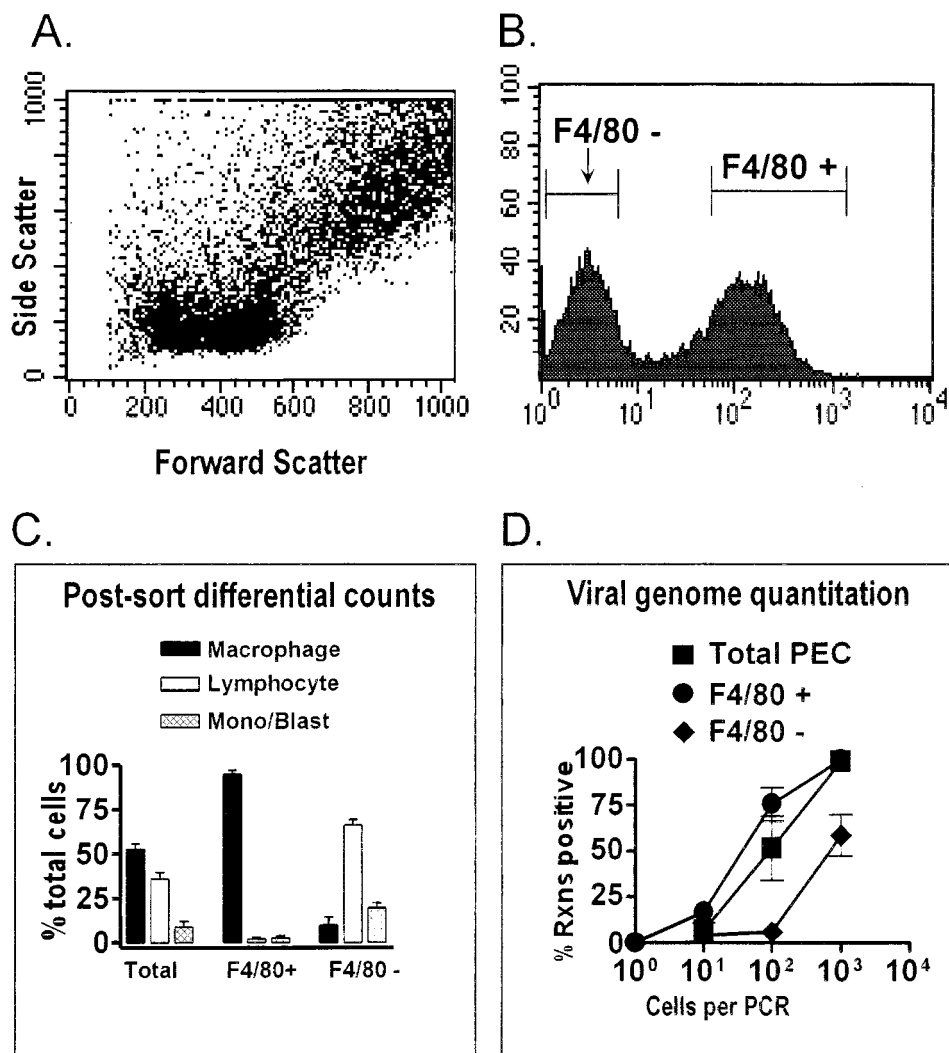 A.
1000
Side Scatter
0
0 200 400 600 800 1000
Forward Scatter
B.
100
80
60
40
20
F4/80 -
F4/80 +
10^0 10^1 10^2 10^3 10^4
C.
Post-sort differential counts
Macrophage
Lymphocyte
Mono/Blast
% total cells
100
75
50
25
0
Total F4/80+ F4/80 -
D.
Viral genome quantitation
Total PEC
F4/80 +
F4/80 -
% Rxns positive
100
75
50
25
0
10^0 10^1 10^2 10^3 10^4
Cells per PCR